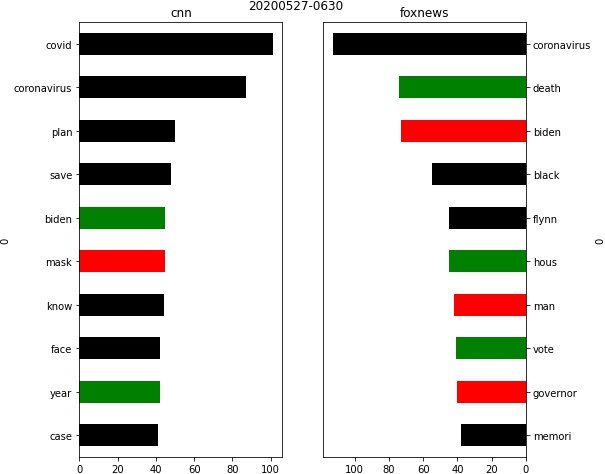 20200527-0630
cnn
foxnews
covid
coronavirus
plan
save
biden
mask
know
face
year
case
0
0 20 40 60 80 100
coronavirus
death
biden
black
flynn
hous
man
vote
governor
memori
0
100 80 60 40 20 0